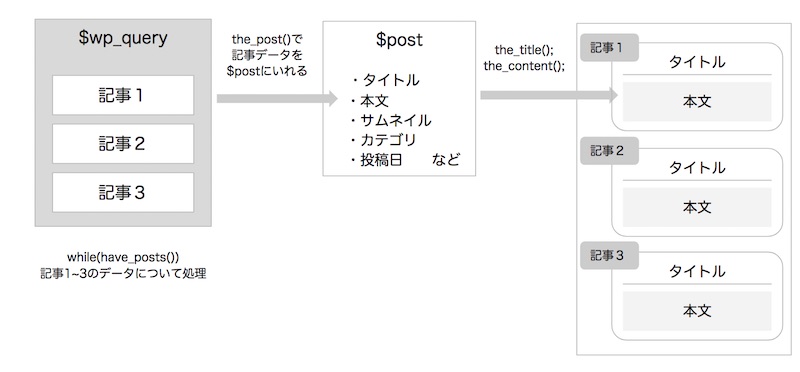 $wp_query
記事１
記事２
記事３
while(have_posts())
記事1~3のデータについて処理
the_post()で
記事データを
$postにいれる
$post
・タイトル
・本文
・サムネイル
・カテゴリ
・投稿日　　など
the_title();
the_content();
記事１
タイトル
本文
記事２
タイトル
本文
記事３
タイトル
本文